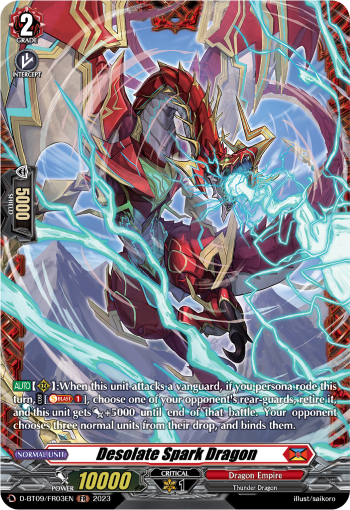 2
GRADE
INTERCEPT
5000
SHIELD
AUTO【 】:When this unit attacks a vanguard, if you persona rode this
turn, COST [ S-BLAST 1 ], choose one of your opponent's rear-guards, retire it,
and this unit gets +5000 until end of that battle. Your opponent
chooses three normal units from their drop, and binds them.
NORMAL UNIT
Desolate Spark Dragon
POWER
10000
CRITICAL
1
Dragon Empire
Thunder Dragon
D D-BT09/FR03EN FR 2023
illust/saikoro